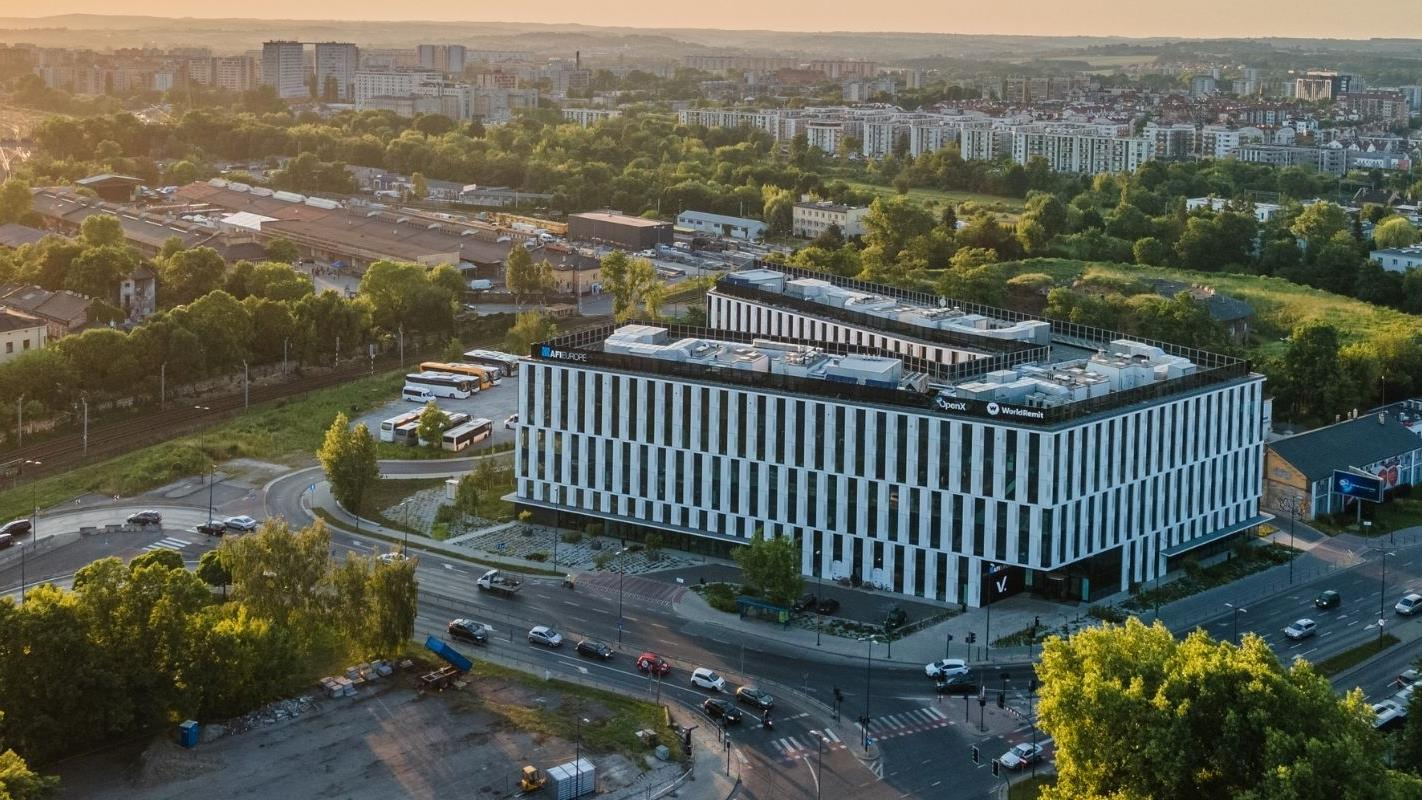 AFI EUROPE
OpenX
WorldRemit
V.